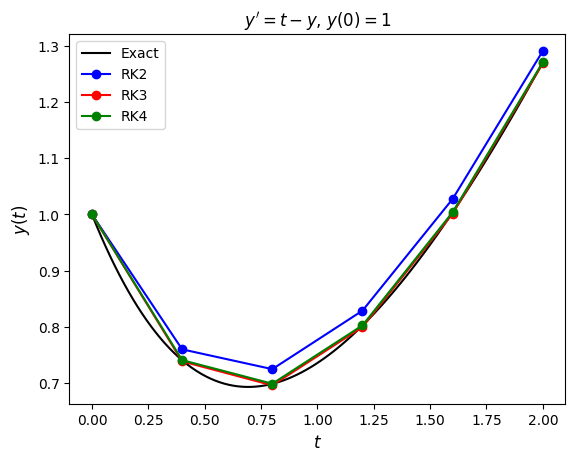 y′ = t − y, y(0) = 1
Exact
RK2
RK3
RK4
y(t)
1.3
1.2
1.1
1.0
0.9
0.8
0.7
0.00 0.25 0.50 0.75 1.00 1.25 1.50 1.75 2.00
t